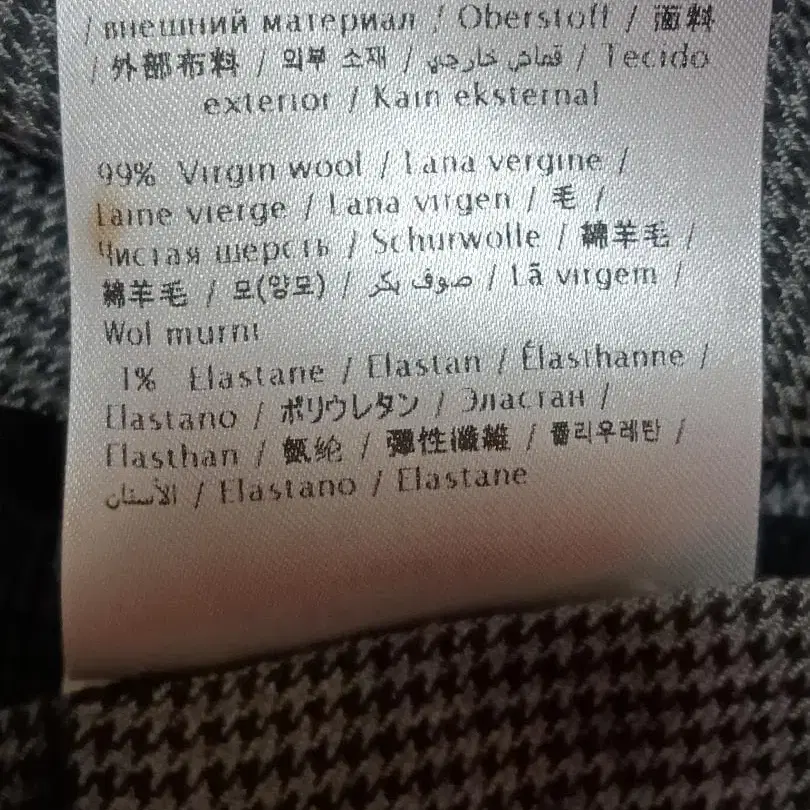 / внешний материал / Oberstoff / 面料
/ 外部布料 / 외부 소재 / قماش خارجي / Tecido
exterior / Kain eksternal
99% Virgin wool / Lana vergine /
Laine vierge / Lana virgen / 毛 /
Чистая шерсть / Schurwolle / 綿羊毛 /
綿羊毛 / 모(양모) / صوف بكر / Lã virgem /
Wol murni
1% Elastane / Elastan / Élasthanne /
Elastano / ポリウレタン / Эластан /
Elasthan / 氨纶 / 彈性纖維 / 폴리우레탄 /
الأستان / Elastano / Elastane